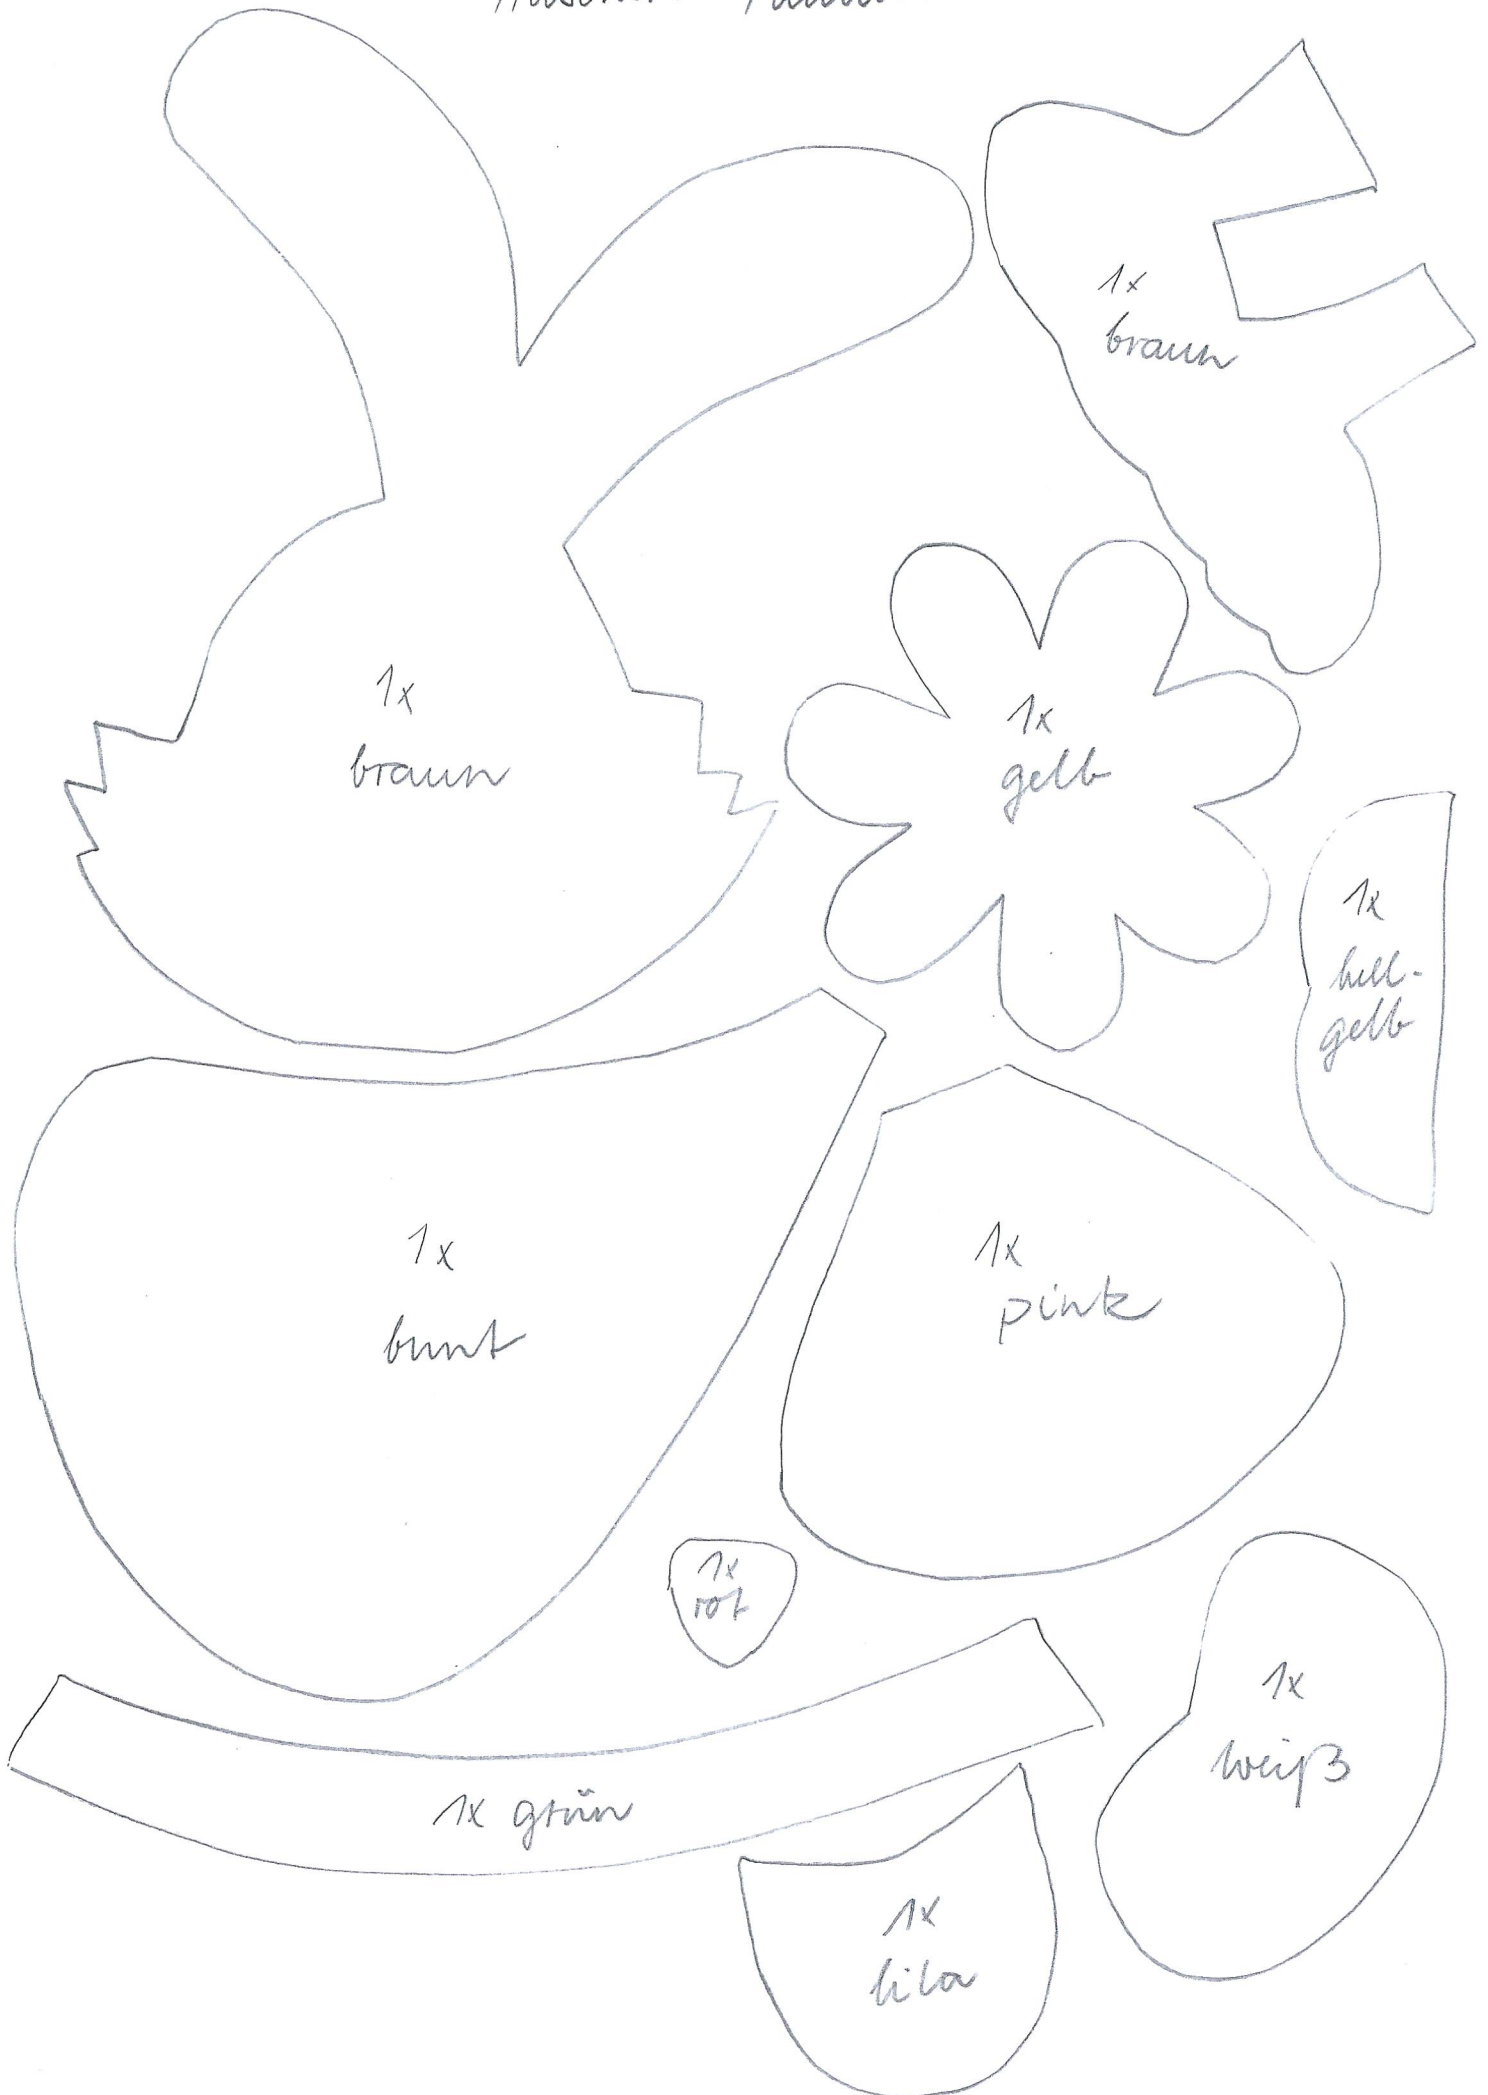 1x
braun
1x
braun
1x
gelb
1x
hell-
gelb
1x
bunt
1x
pink
1x
rot
1x
weiß
1x grün
1x
lila